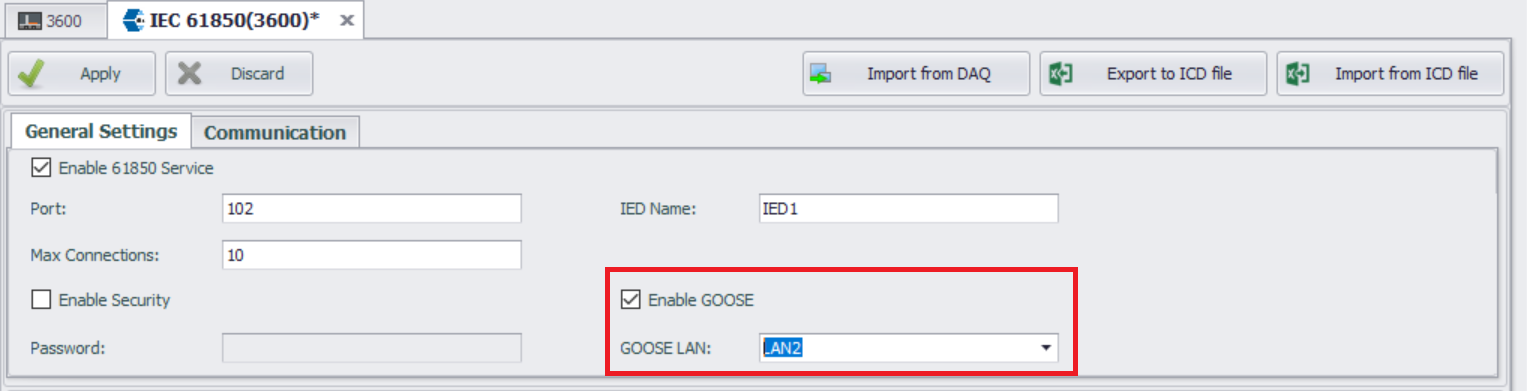 3600 IEC 61850(3600)*
Apply Discard Import from DAQ Export to ICD file Import from ICD file
General Settings Communication
Enable 61850 Service
Port: 102 IED Name: IED1
Max Connections: 10
Enable Security Enable GOOSE
Password: GOOSE LAN: LAN2